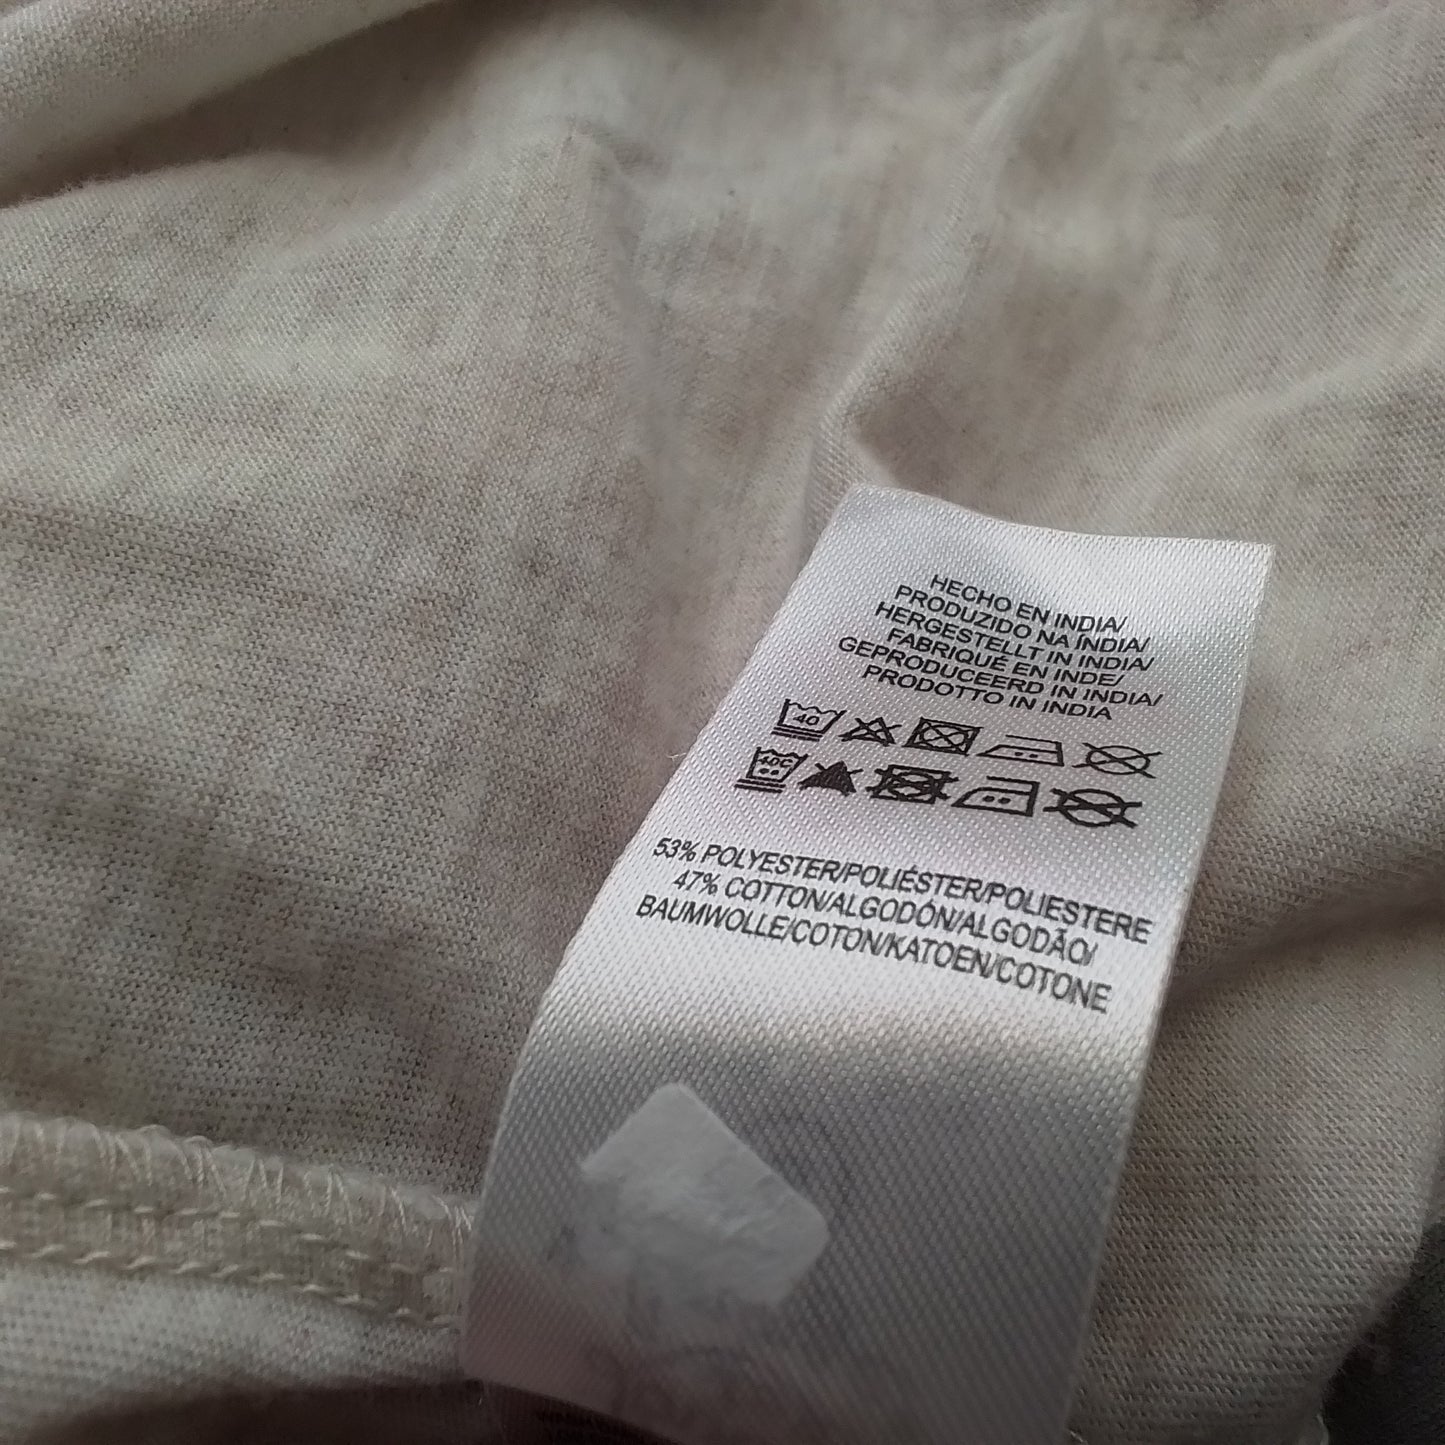 HECHO EN INDIA/
PRODUZIDO NA ÍNDIA/
HERGESTELLT IN INDIA/
FABRIQUÉ EN INDE/
GEPRODUCEERD IN INDIA/
PRODOTTO IN INDIA
40
40C
53% POLYESTER/POLIÉSTER/POLIESTERE
47% COTTON/ALGODÓN/ALGODÃO/
BAUMWOLLE/COTON/KATOEN/COTONE